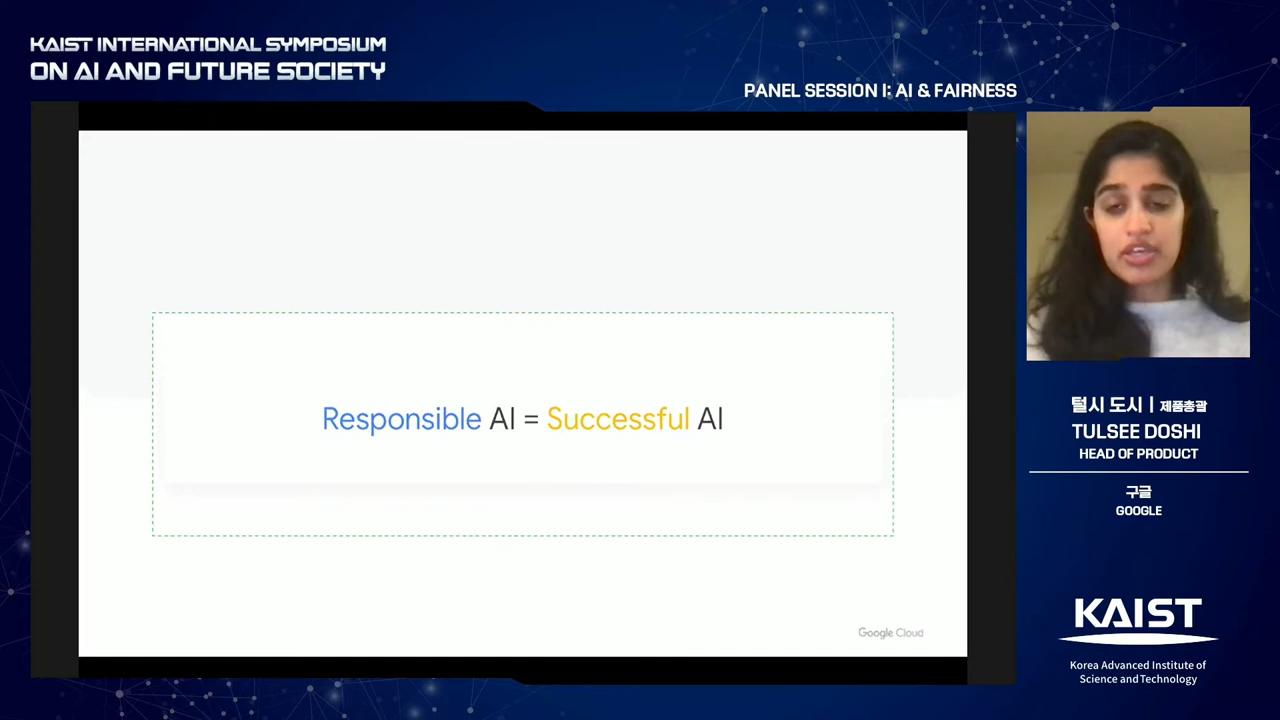 KAIST INTERNATIONAL SYMPOSIUM
ON AI AND FUTURE SOCIETY
PANEL SESSION I: AI & FAIRNESS
Responsible AI = Successful AI
Google Cloud
털시 도시 | 제품총괄
TULSEE DOSHI
HEAD OF PRODUCT
구글
GOOGLE
KAIST
Korea Advanced Institute of
Science and Technology